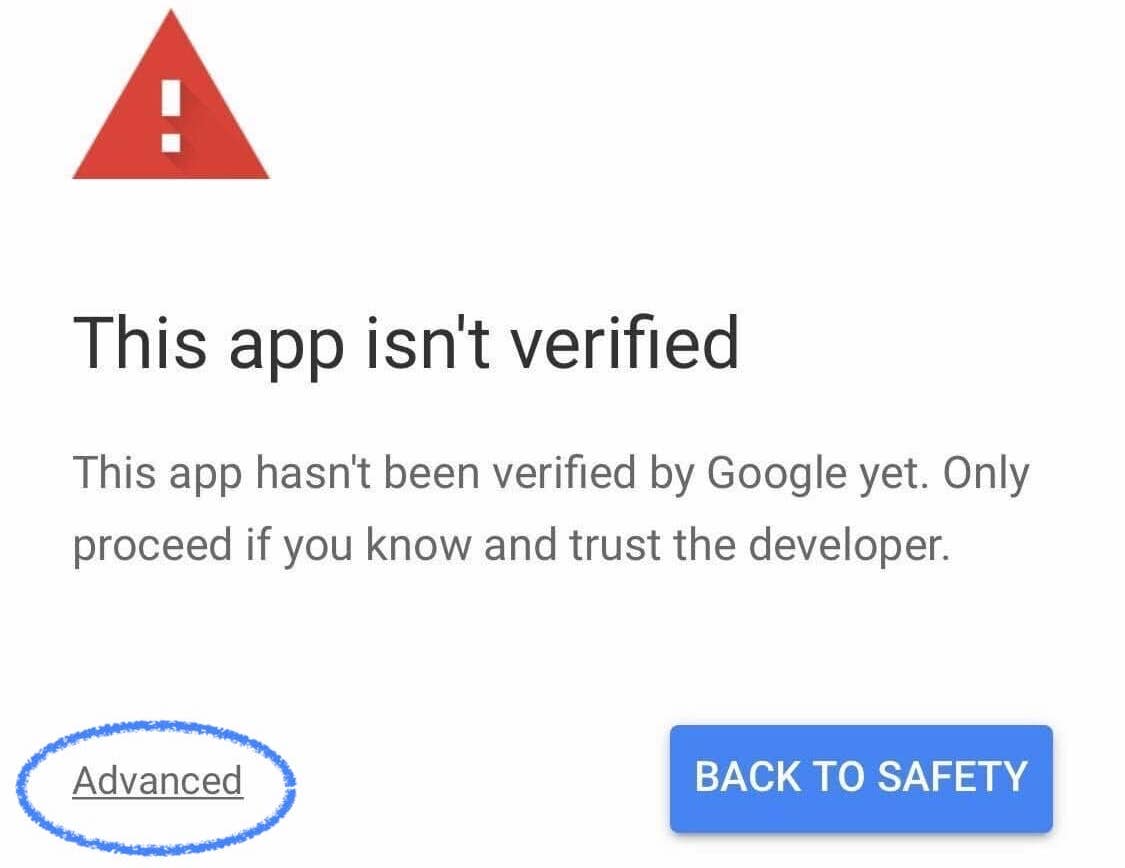 This app isn't verified
This app hasn't been verified by Google yet. Only
proceed if you know and trust the developer.
Advanced
BACK TO SAFETY